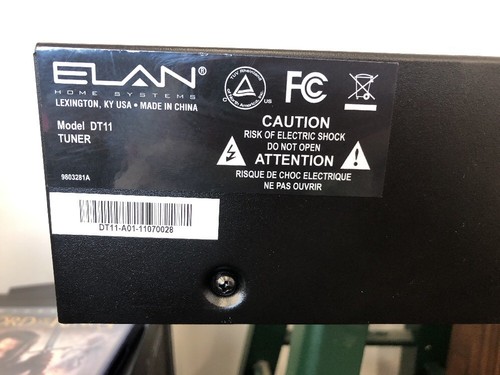 ELAN®
HOME SYSTEMS
LEXINGTON, KY USA • MADE IN CHINA
Model DT11
TUNER
9803281A
C US
FC
CAUTION
RISK OF ELECTRIC SHOCK
DO NOT OPEN
ATTENTION
RISQUE DE CHOC ELECTRIQUE
NE PAS OUVRIR
DT11-A01-11070028